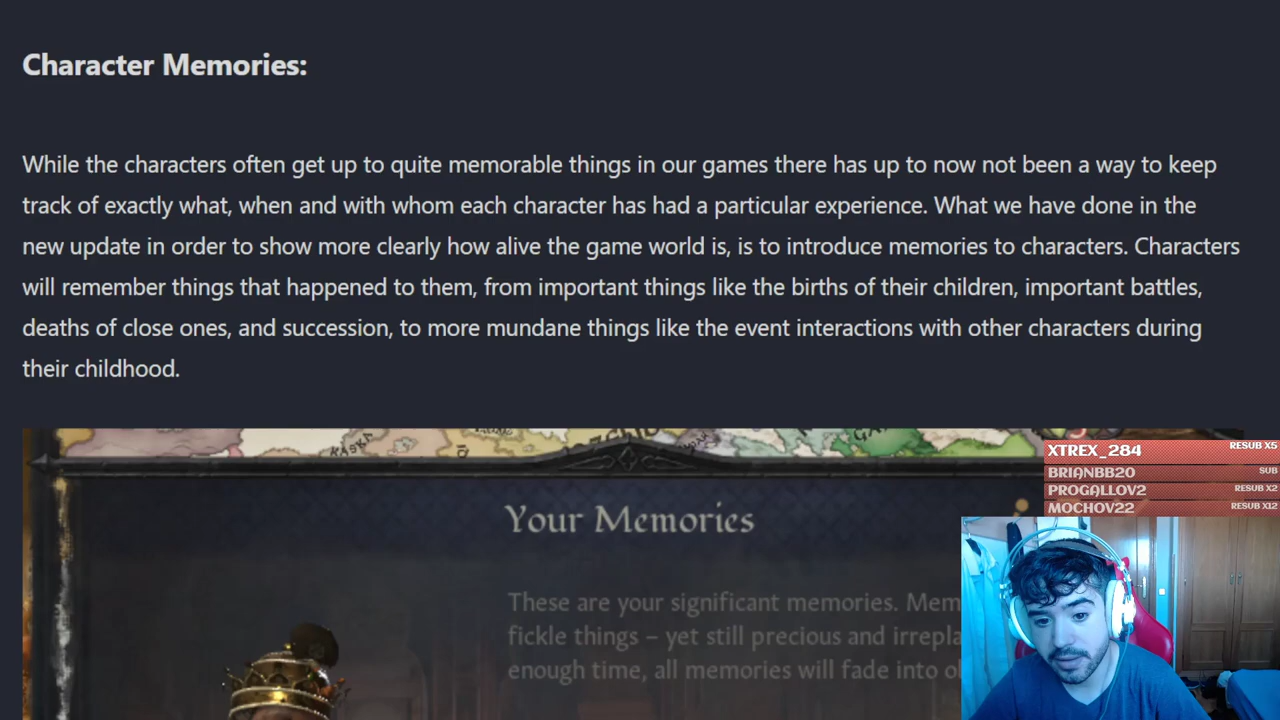 Character Memories:
While the characters often get up to quite memorable things in our games there has up to now not been a way to keep
track of exactly what, when and with whom each character has had a particular experience. What we have done in the
new update in order to show more clearly how alive the game world is, is to introduce memories to characters. Characters
will remember things that happened to them, from important things like the births of their children, important battles,
deaths of close ones, and succession, to more mundane things like the event interactions with other characters during
their childhood.
XTREX_284 RESUB X5
BRIANBB20 SUB
PROGALLOV2 RESUB X2
MOCHOV22 RESUB X12
Your Memories
These are your significant memories.
fickle things – yet still precious and
enough time, all memories will fade into